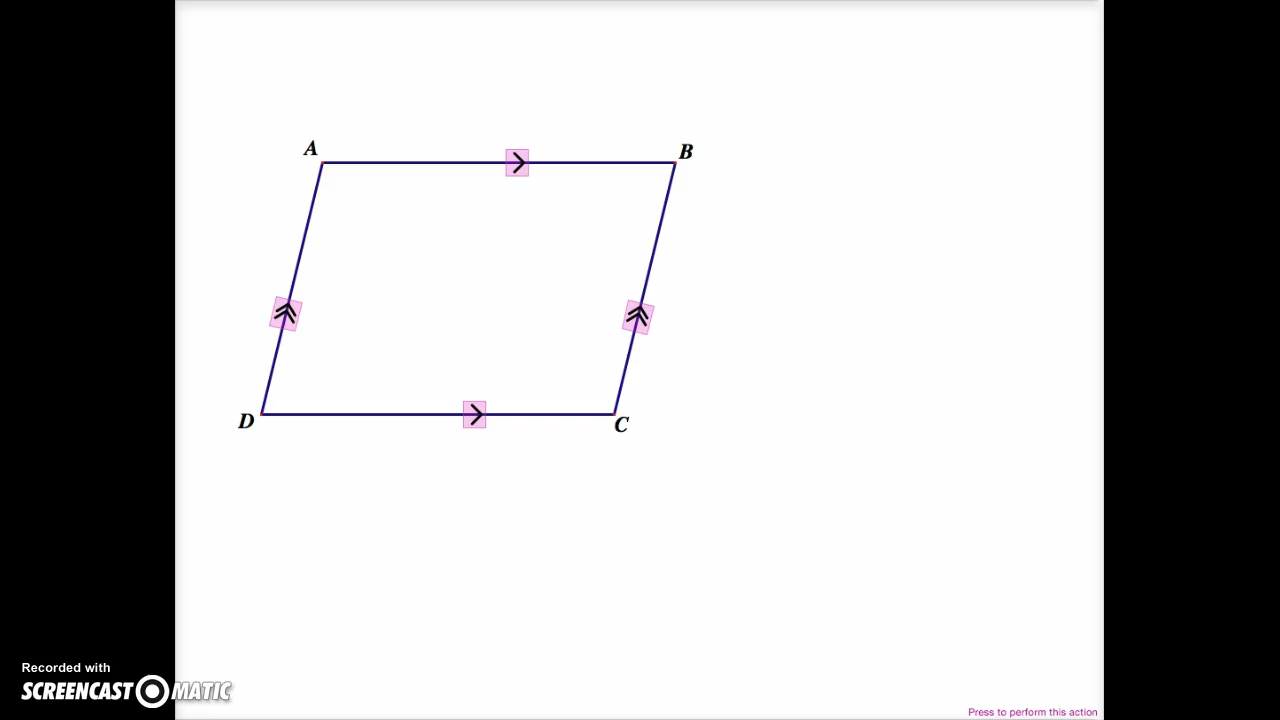 A
B
D
C
Recorded with
SCREENCAST MATIC
Press to perform this action